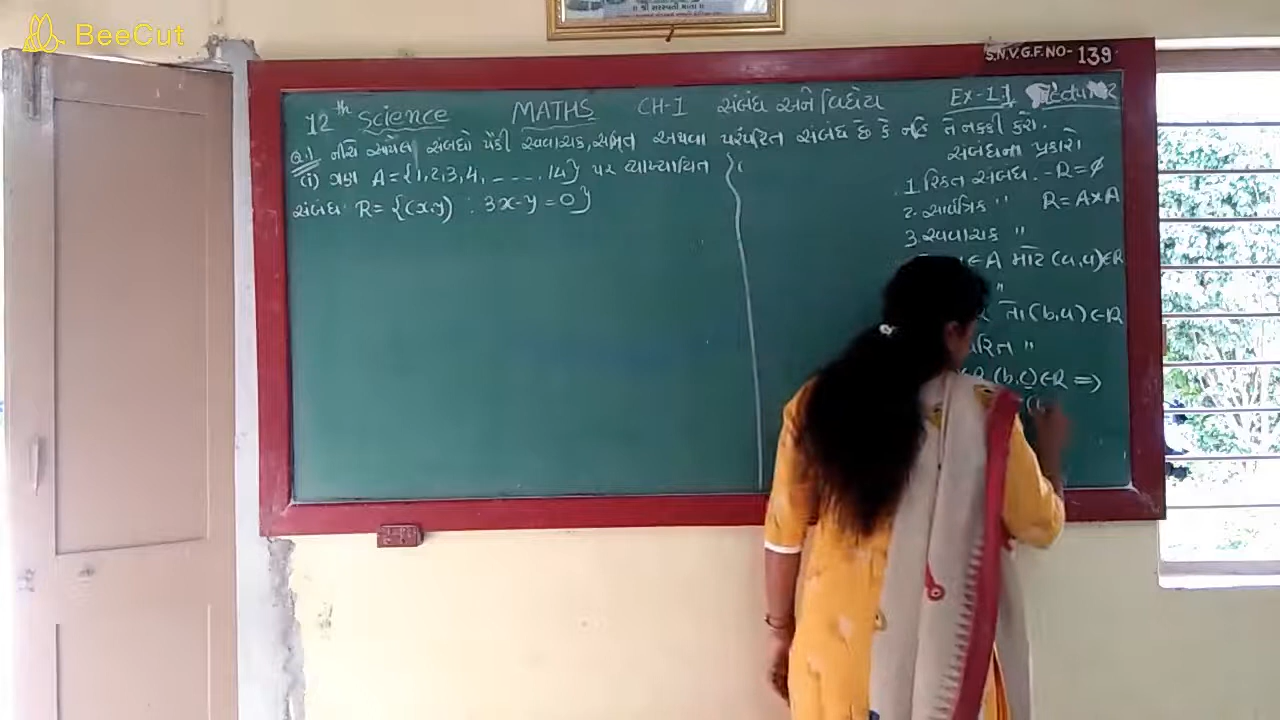 BeeCut
॥ શ્રી સરસ્વતી માતા ॥
S.N.V.G.F.NO- 139
12th Science MATHS CH-1 સંબંધ અને વિધેય Ex-1.1
Q.1 નીચે આપેલ સંબંધો પૈકી સ્વવાચક, સંમિત અથવા પરંપરિત સંબંધ છે કે નહિ તે નક્કી કરો.
(i) ગણ A={1,2,3,4,-----.14} પર વ્યાખ્યાયિત
સંબંધ R= {(x,y) : 3x-y=0}
સંબંધના પ્રકારો
1. રિક્ત સંબંધ. - R=ϕ
2. સાર્વત્રિક " R=A×A
3. સ્વવાચક "
∈A માટે (a,a)∈R
"
તો (b,a)∈R
"
(b,c)∈R =>